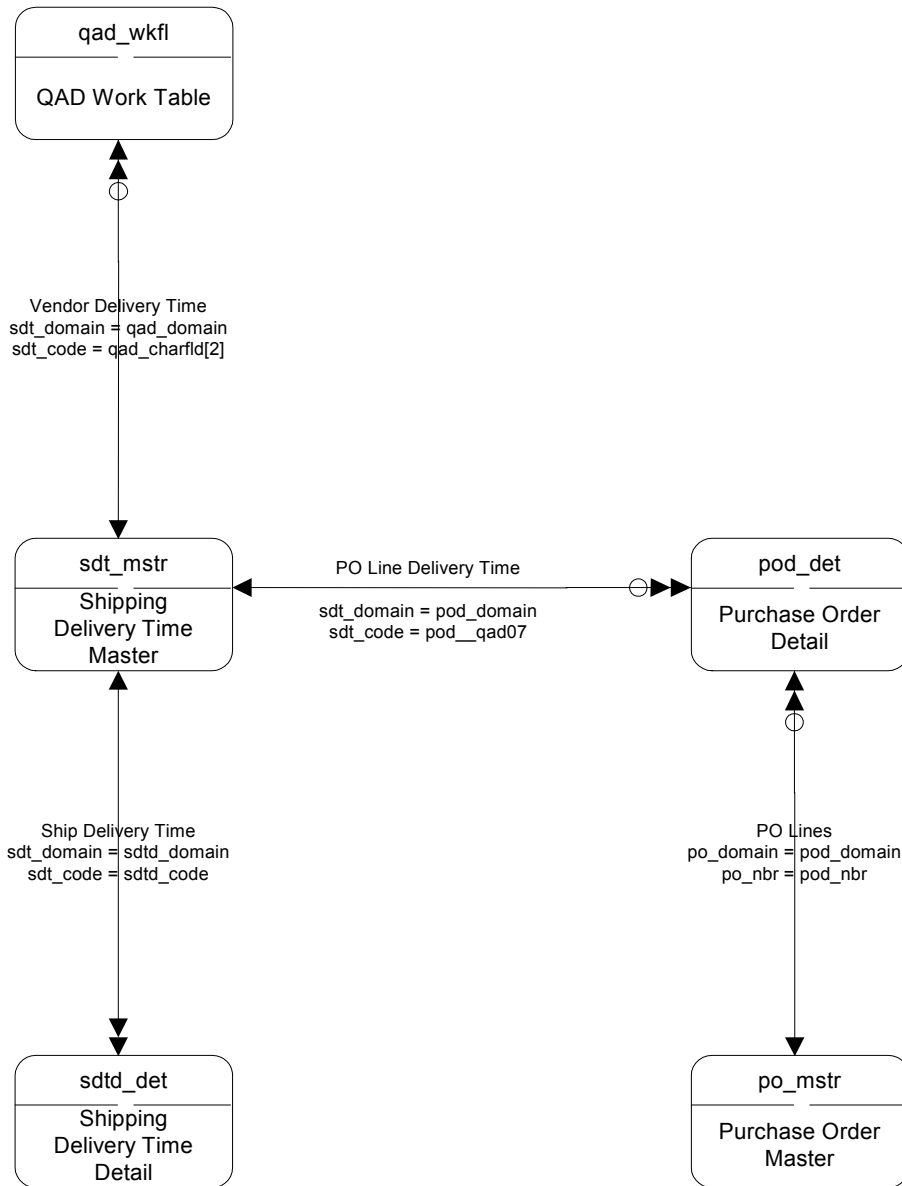 qad_wkfl
QAD Work Table
Vendor Delivery Time
sdt_domain = qad_domain
sdt_code = qad_charfld[2]
sdt_mstr
Shipping
Delivery Time
Master
PO Line Delivery Time
sdt_domain = pod_domain
sdt_code = pod__qad07
pod_det
Purchase Order
Detail
Ship Delivery Time
sdt_domain = sdtd_domain
sdt_code = sdtd_code
PO Lines
po_domain = pod_domain
po_nbr = pod_nbr
sdtd_det
Shipping
Delivery Time
Detail
po_mstr
Purchase Order
Master